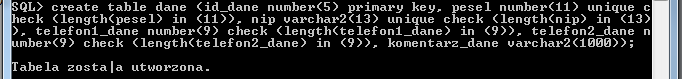 SQL> create table dane (id_dane number(5) primary key, pesel number(11) unique c
heck (length(pesel) in (11)), nip varchar2(13) unique check (length(nip) in (13)
), telefon1_dane number(9) check (length(telefon1_dane) in (9)), telefon2_dane n
umber(9) check (length(telefon2_dane) in (9)), komentarz_dane varchar2(1000));
Tabela zosta|a utworzona.